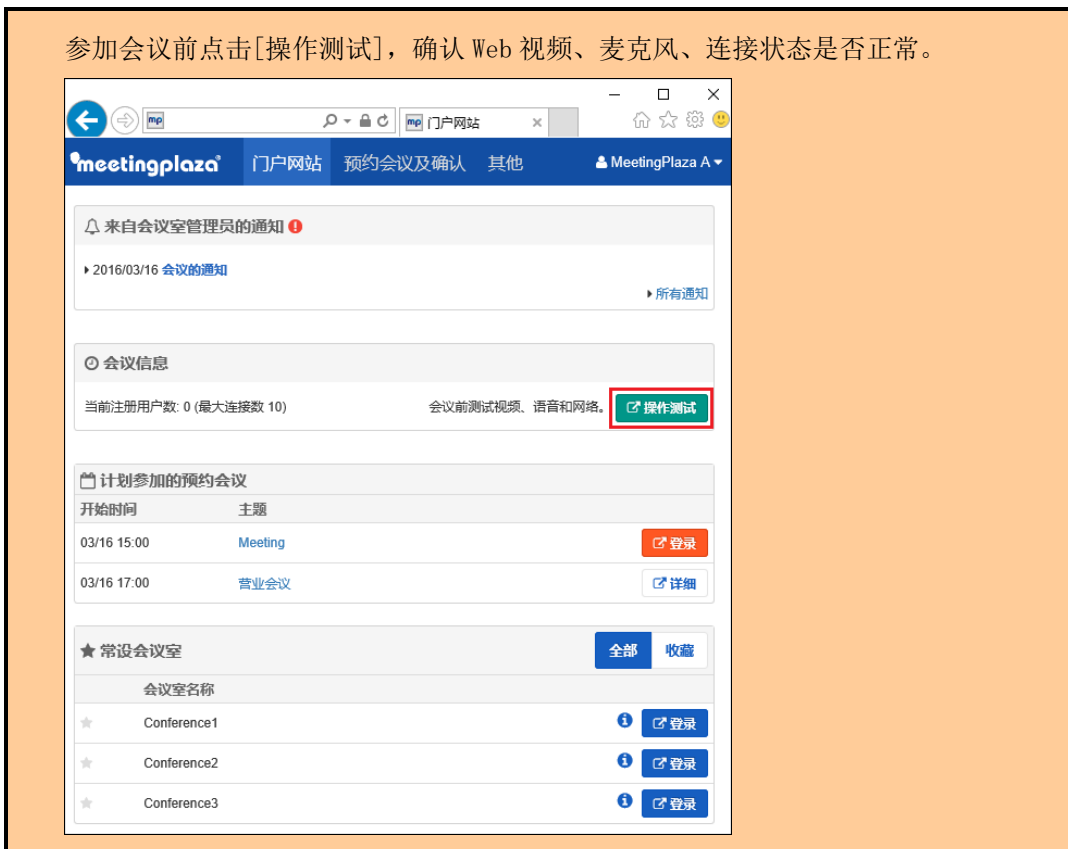 参加会议前点击[操作测试]，确认 Web 视频、麦克风、连接状态是否正常。
mp
mp 门户网站
meetingplaza 门户网站 预约会议及确认 其他 MeetingPlaza A
来自会议室管理员的通知
2016/03/16 会议的通知
所有通知
会议信息
当前注册用户数: 0 (最大连接数 10) 会议前测试视频、语音和网络。 操作测试
计划参加的预约会议
开始时间 主题
03/16 15:00 Meeting 登录
03/16 17:00 营业会议 详细
常设会议室 全部 收藏
会议室名称
Conference1 登录
Conference2 登录
Conference3 登录